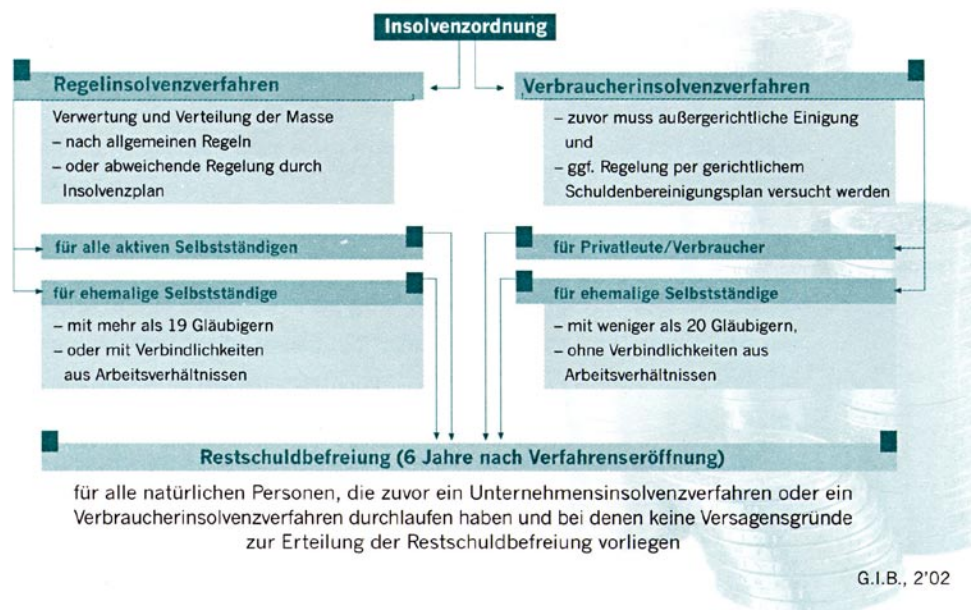 Insolvenzordnung
Regelinsolvenzverfahren
Verwertung und Verteilung der Masse
– nach allgemeinen Regeln
– oder abweichende Regelung durch
Insolvenzplan
für alle aktiven Selbstständigen
für ehemalige Selbstständige
– mit mehr als 19 Gläubigern
– oder mit Verbindlichkeiten
aus Arbeitsverhältnissen
Verbraucherinsolvenzverfahren
– zuvor muss außergerichtliche Einigung
und
– ggf. Regelung per gerichtlichem
Schuldenbereinigungsplan versucht werden
für Privatleute/Verbraucher
für ehemalige Selbstständige
– mit weniger als 20 Gläubigern,
– ohne Verbindlichkeiten aus
Arbeitsverhältnissen
Restschuldbefreiung (6 Jahre nach Verfahrenseröffnung)
für alle natürlichen Personen, die zuvor ein Unternehmensinsolvenzverfahren oder ein
Verbraucherinsolvenzverfahren durchlaufen haben und bei denen keine Versagensgründe
zur Erteilung der Restschuldbefreiung vorliegen
G.I.B., 2'02